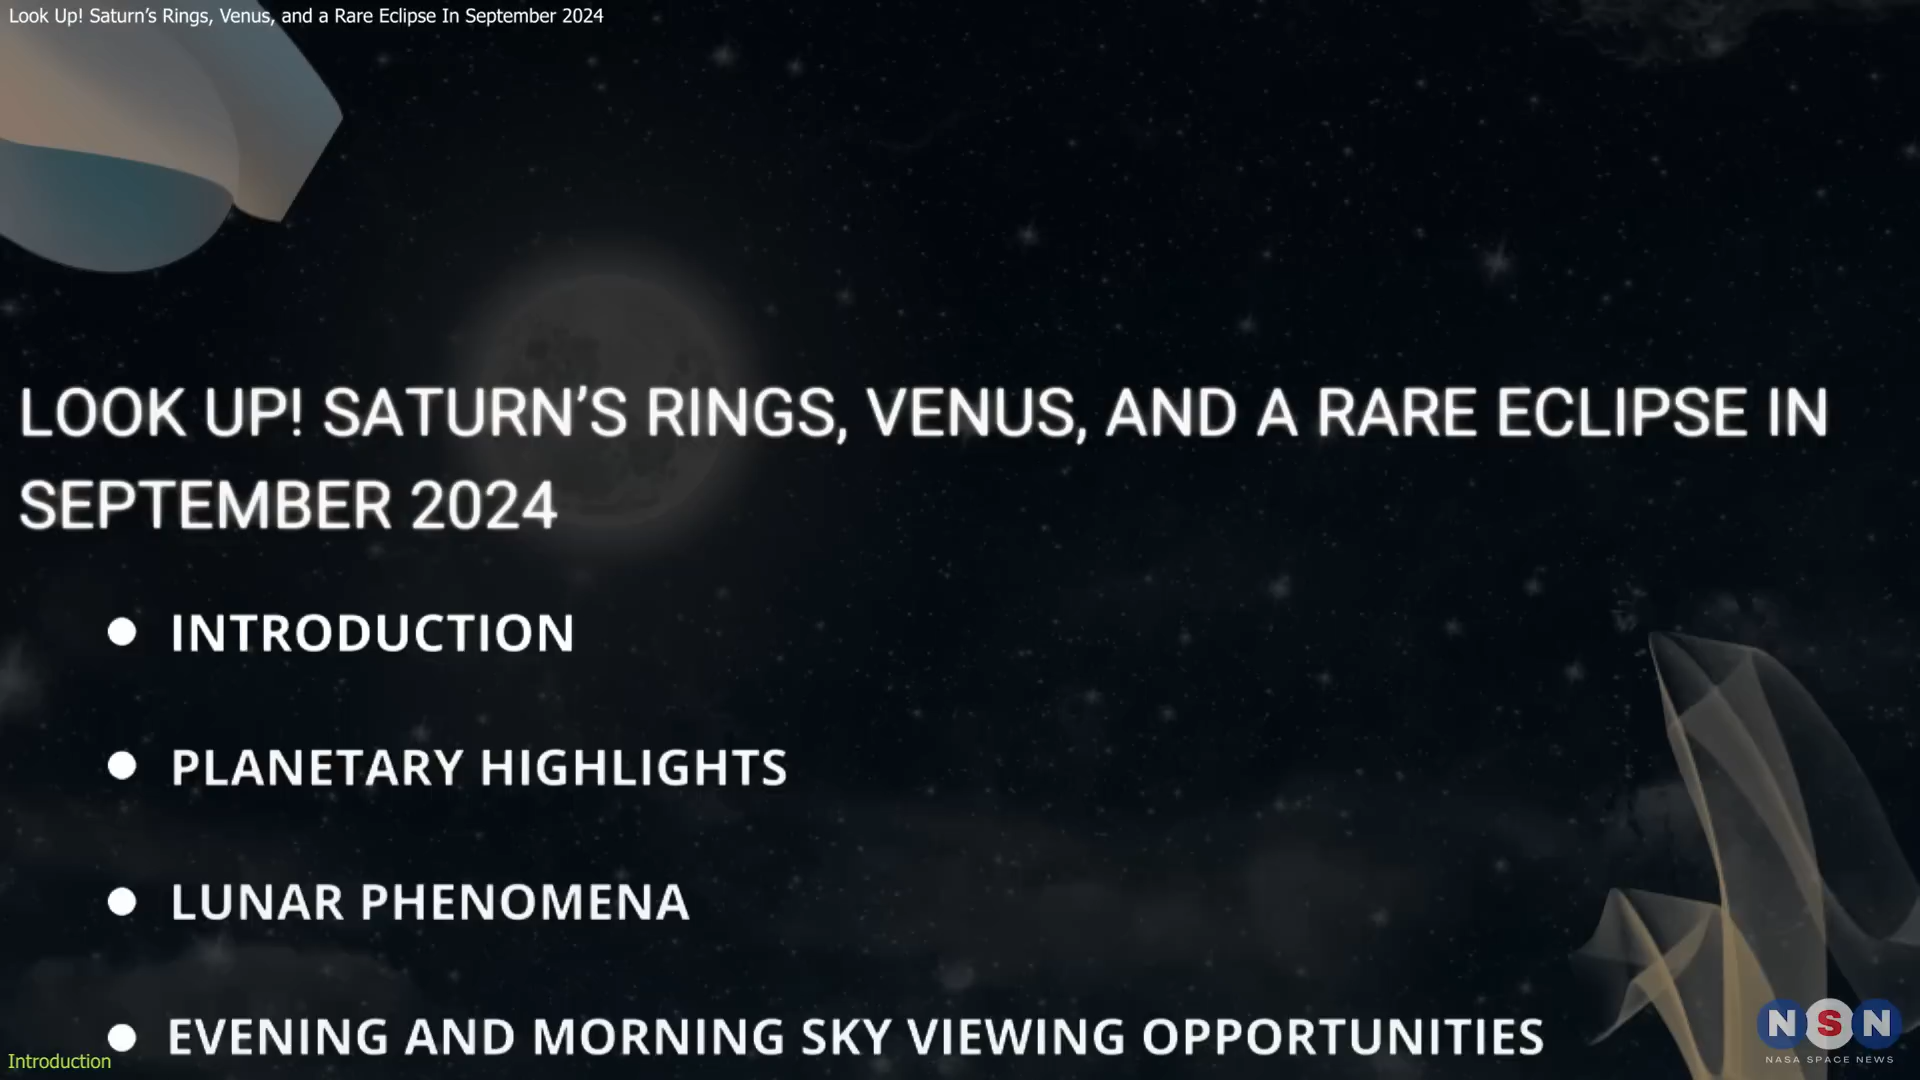 Look Up! Saturn’s Rings, Venus, and a Rare Eclipse In September 2024
LOOK UP! SATURN’S RINGS, VENUS, AND A RARE ECLIPSE IN
SEPTEMBER 2024
● INTRODUCTION
● PLANETARY HIGHLIGHTS
● LUNAR PHENOMENA
● EVENING AND MORNING SKY VIEWING OPPORTUNITIES
Introduction
NSN
NASA SPACE NEWS